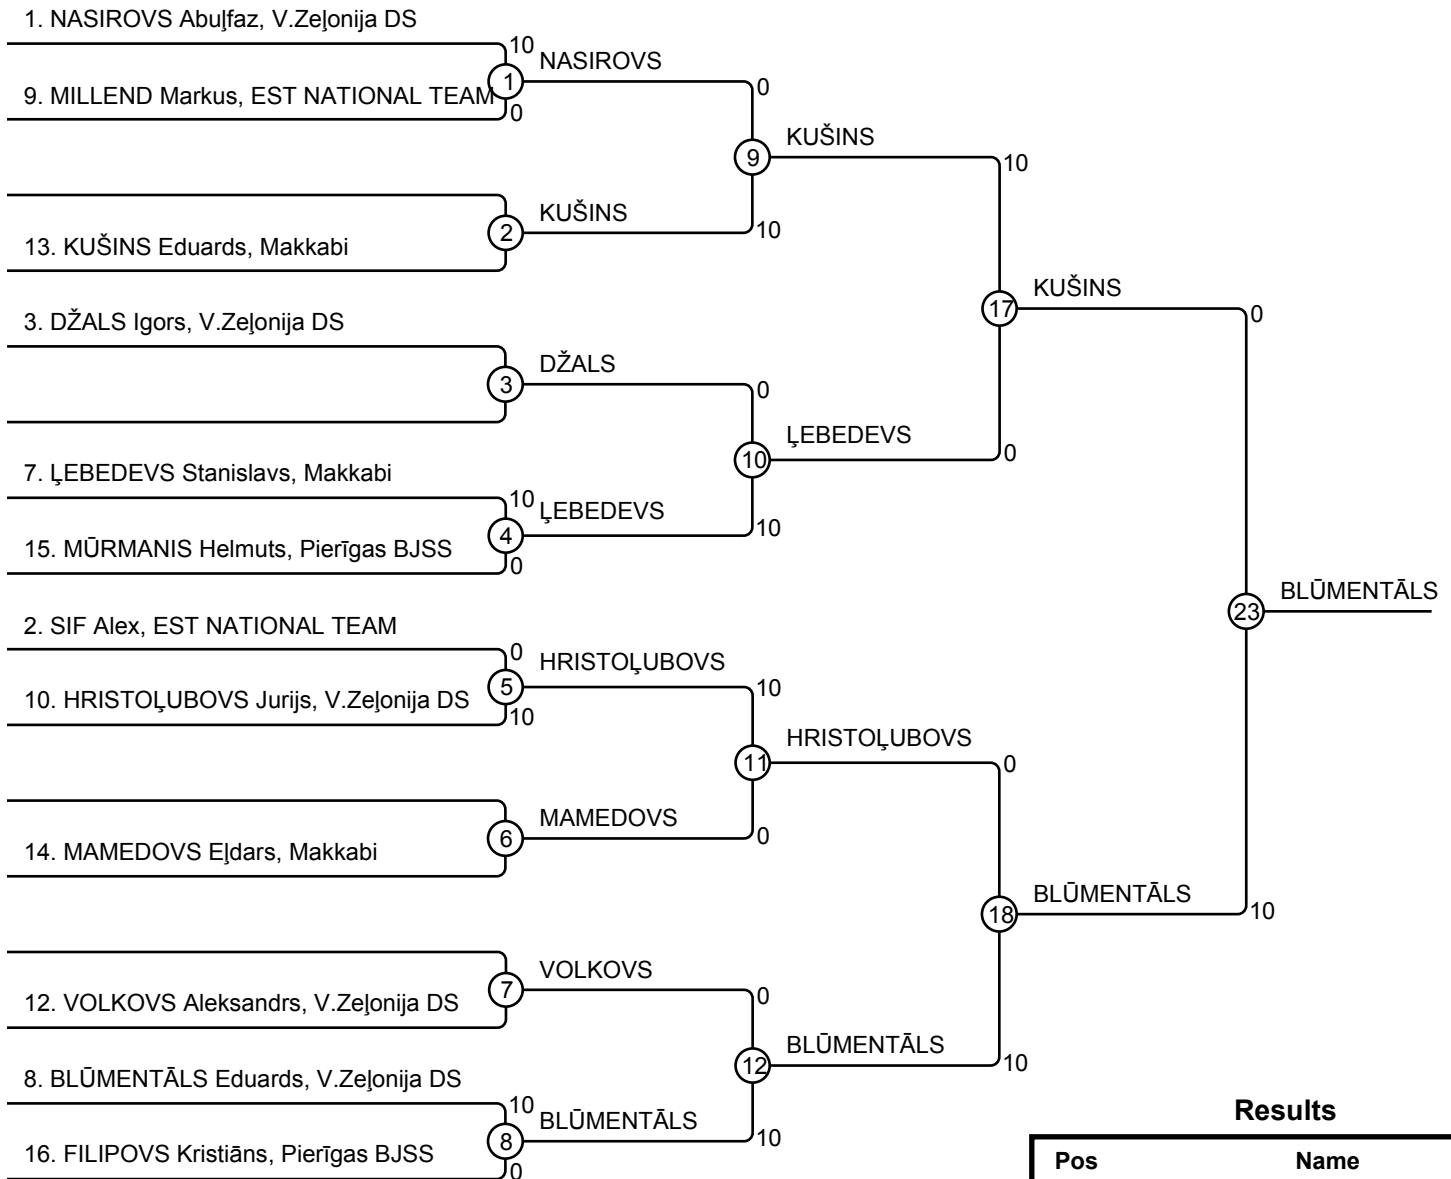 1. NASIROVS Abuļfaz, V.Zeļonija DS
10
NASIROVS
1
9. MILLEND Markus, EST NATIONAL TEAM
0
0
KUŠINS
9
10
KUŠINS
2
10
13. KUŠINS Eduards, Makkabi
3. DŽALS Igors, V.Zeļonija DS
KUŠINS
17
0
DŽALS
3
0
ĻEBEDEVS
10
0
7. ĻEBEDEVS Stanislavs, Makkabi
10
ĻEBEDEVS
4
10
15. MŪRMANIS Helmuts, Pierīgas BJSS
0
BLŪMENTĀLS
23
2. SIF Alex, EST NATIONAL TEAM
0
HRISTOĻUBOVS
5
10
10. HRISTOĻUBOVS Jurijs, V.Zeļonija DS
10
HRISTOĻUBOVS
11
0
MAMEDOVS
6
0
14. MAMEDOVS Eļdars, Makkabi
BLŪMENTĀLS
18
10
VOLKOVS
7
0
12. VOLKOVS Aleksandrs, V.Zeļonija DS
BLŪMENTĀLS
12
10
8. BLŪMENTĀLS Eduards, V.Zeļonija DS
10
BLŪMENTĀLS
8
10
16. FILIPOVS Kristiāns, Pierīgas BJSS
0
Results
Pos Name